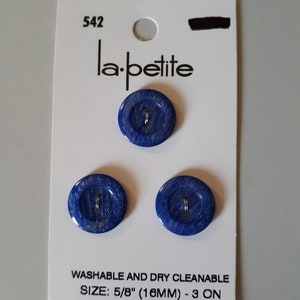 542
la·petite
WASHABLE AND DRY CLEANABLE
SIZE: 5/8" (16MM) - 3 ON